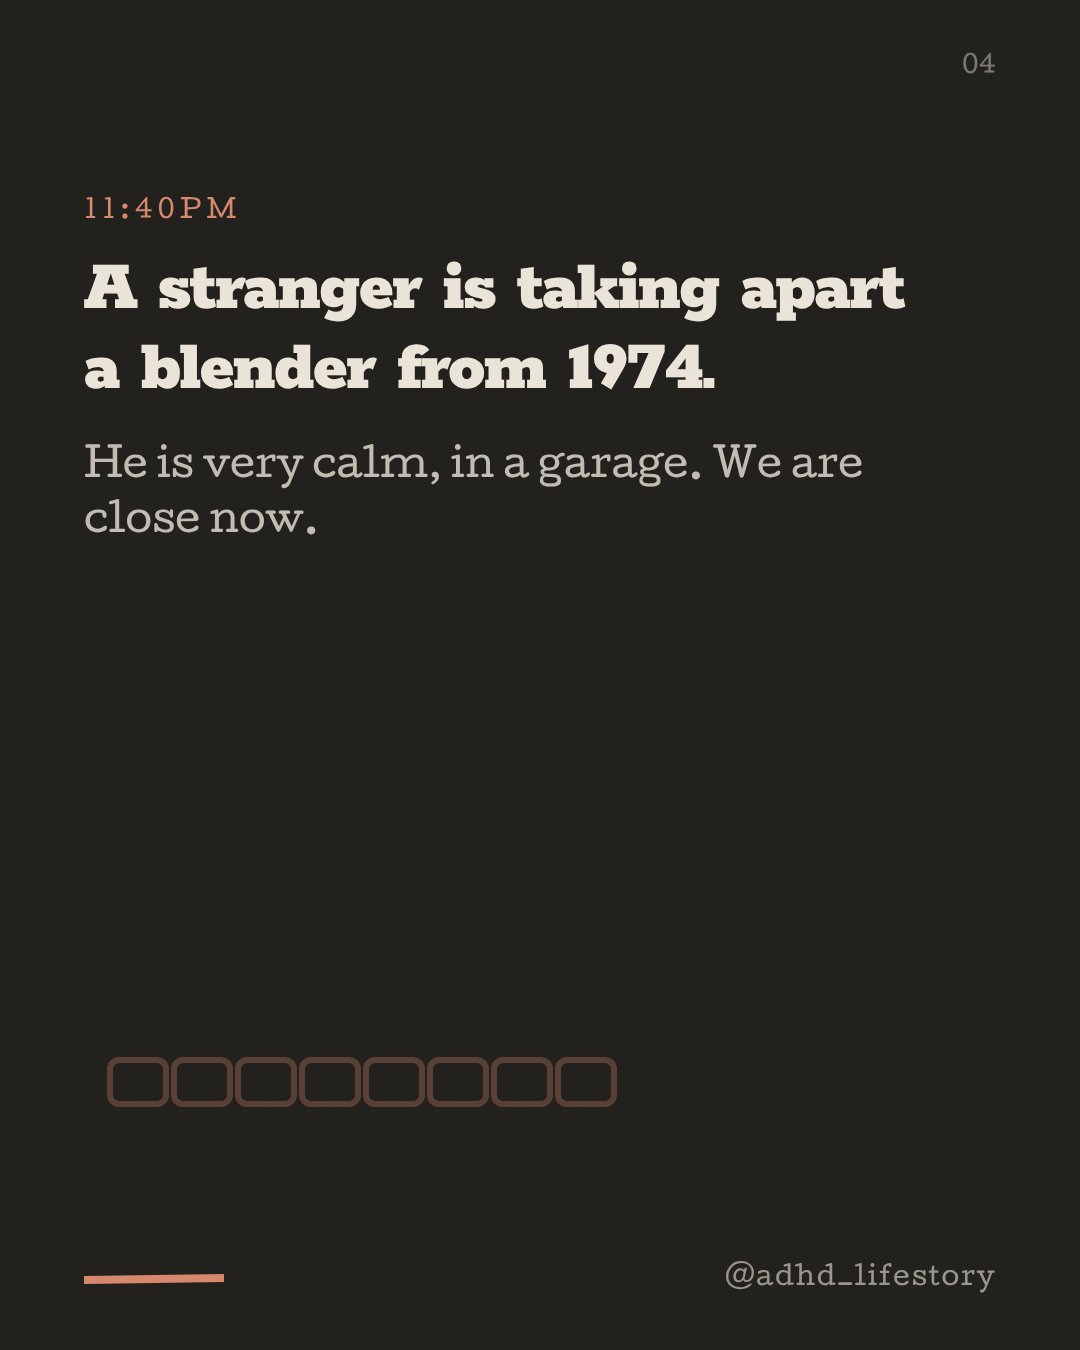 04
11:40PM
A stranger is taking apart
a blender from 1974.
He is very calm, in a garage. We are
close now.
@adhd_lifestory